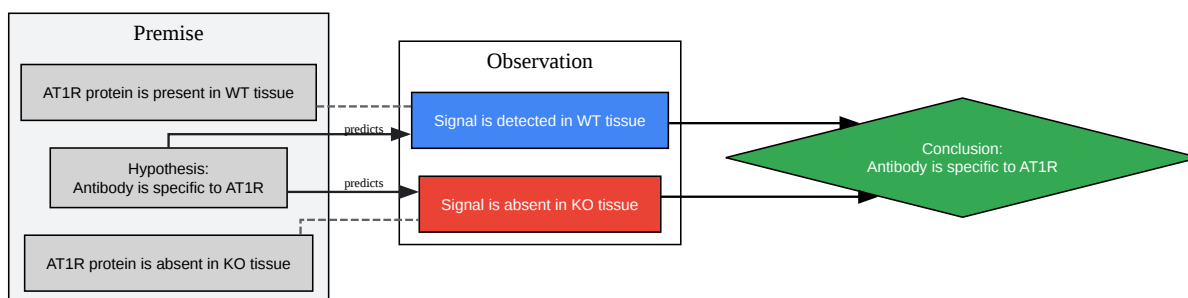 Premise
AT1R protein is present in WT tissue
Hypothesis:
Antibody is specific to AT1R
AT1R protein is absent in KO tissue
predicts
predicts
Observation
Signal is detected in WT tissue
Signal is absent in KO tissue
Conclusion:
Antibody is specific to AT1R